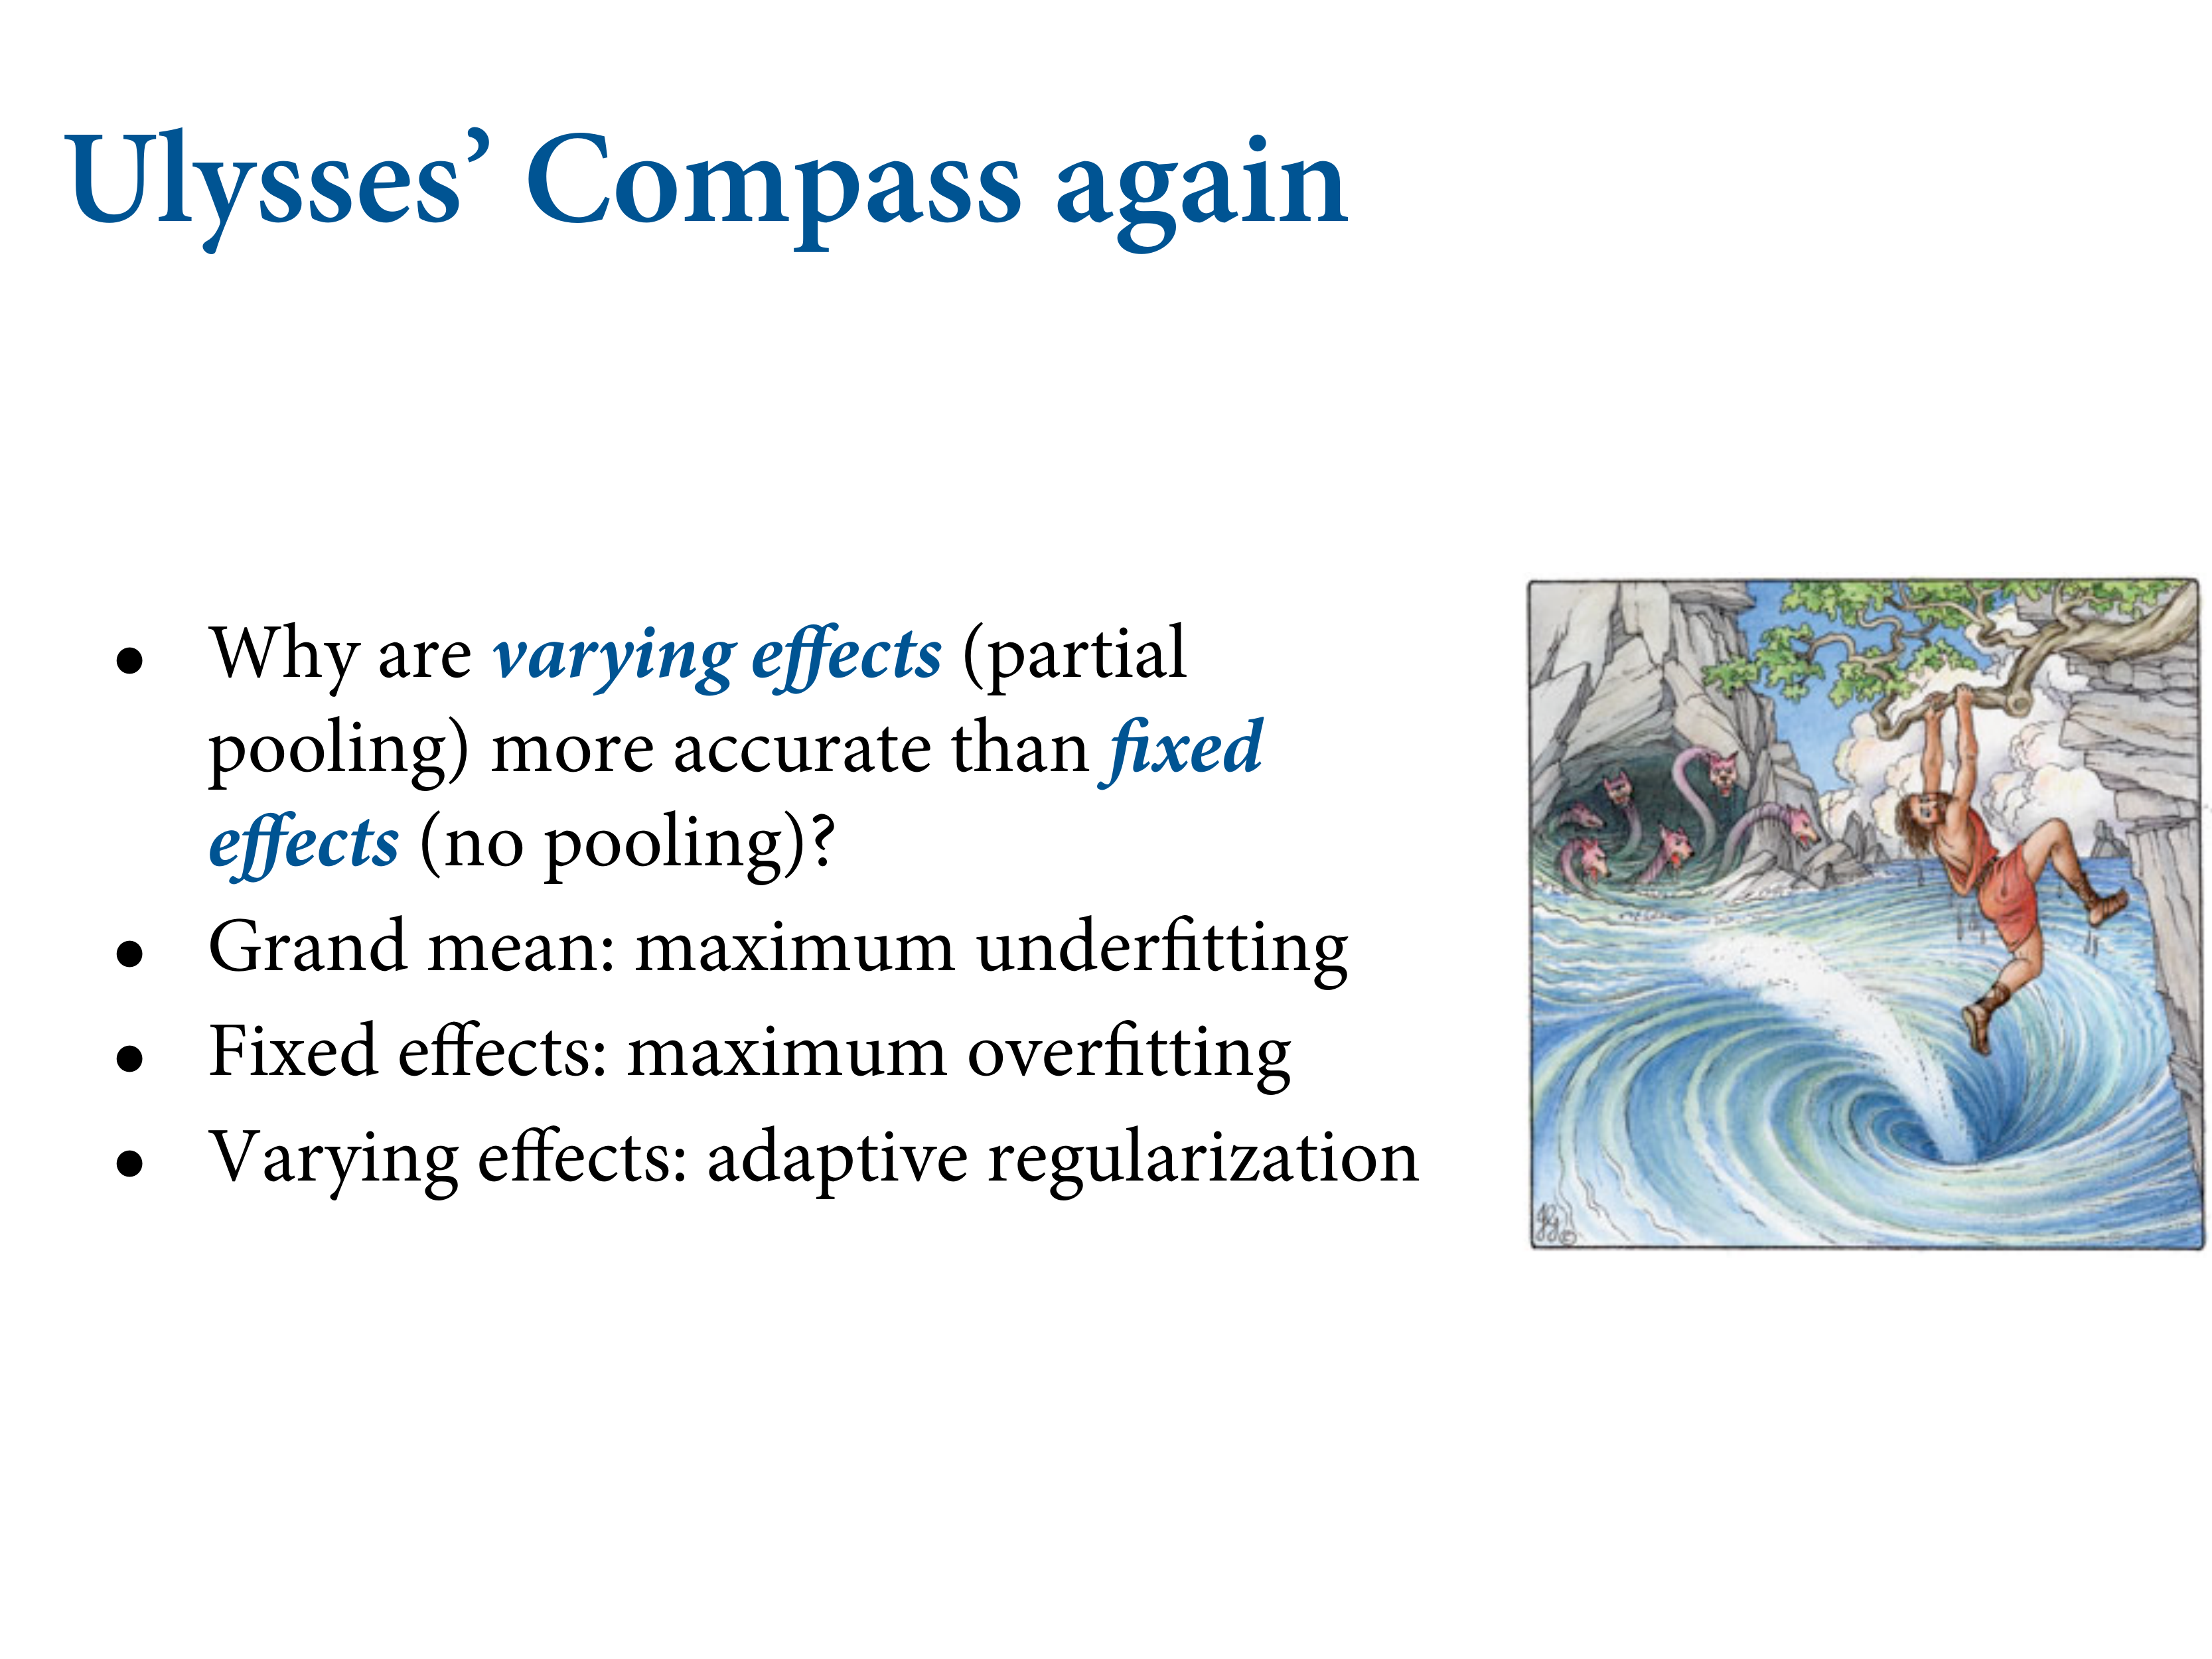 Ulysses’ Compass again
• Why are varying effects (partial
pooling) more accurate than fixed
effects (no pooling)?
• Grand mean: maximum underfitting
• Fixed effects: maximum overfitting
• Varying effects: adaptive regularization